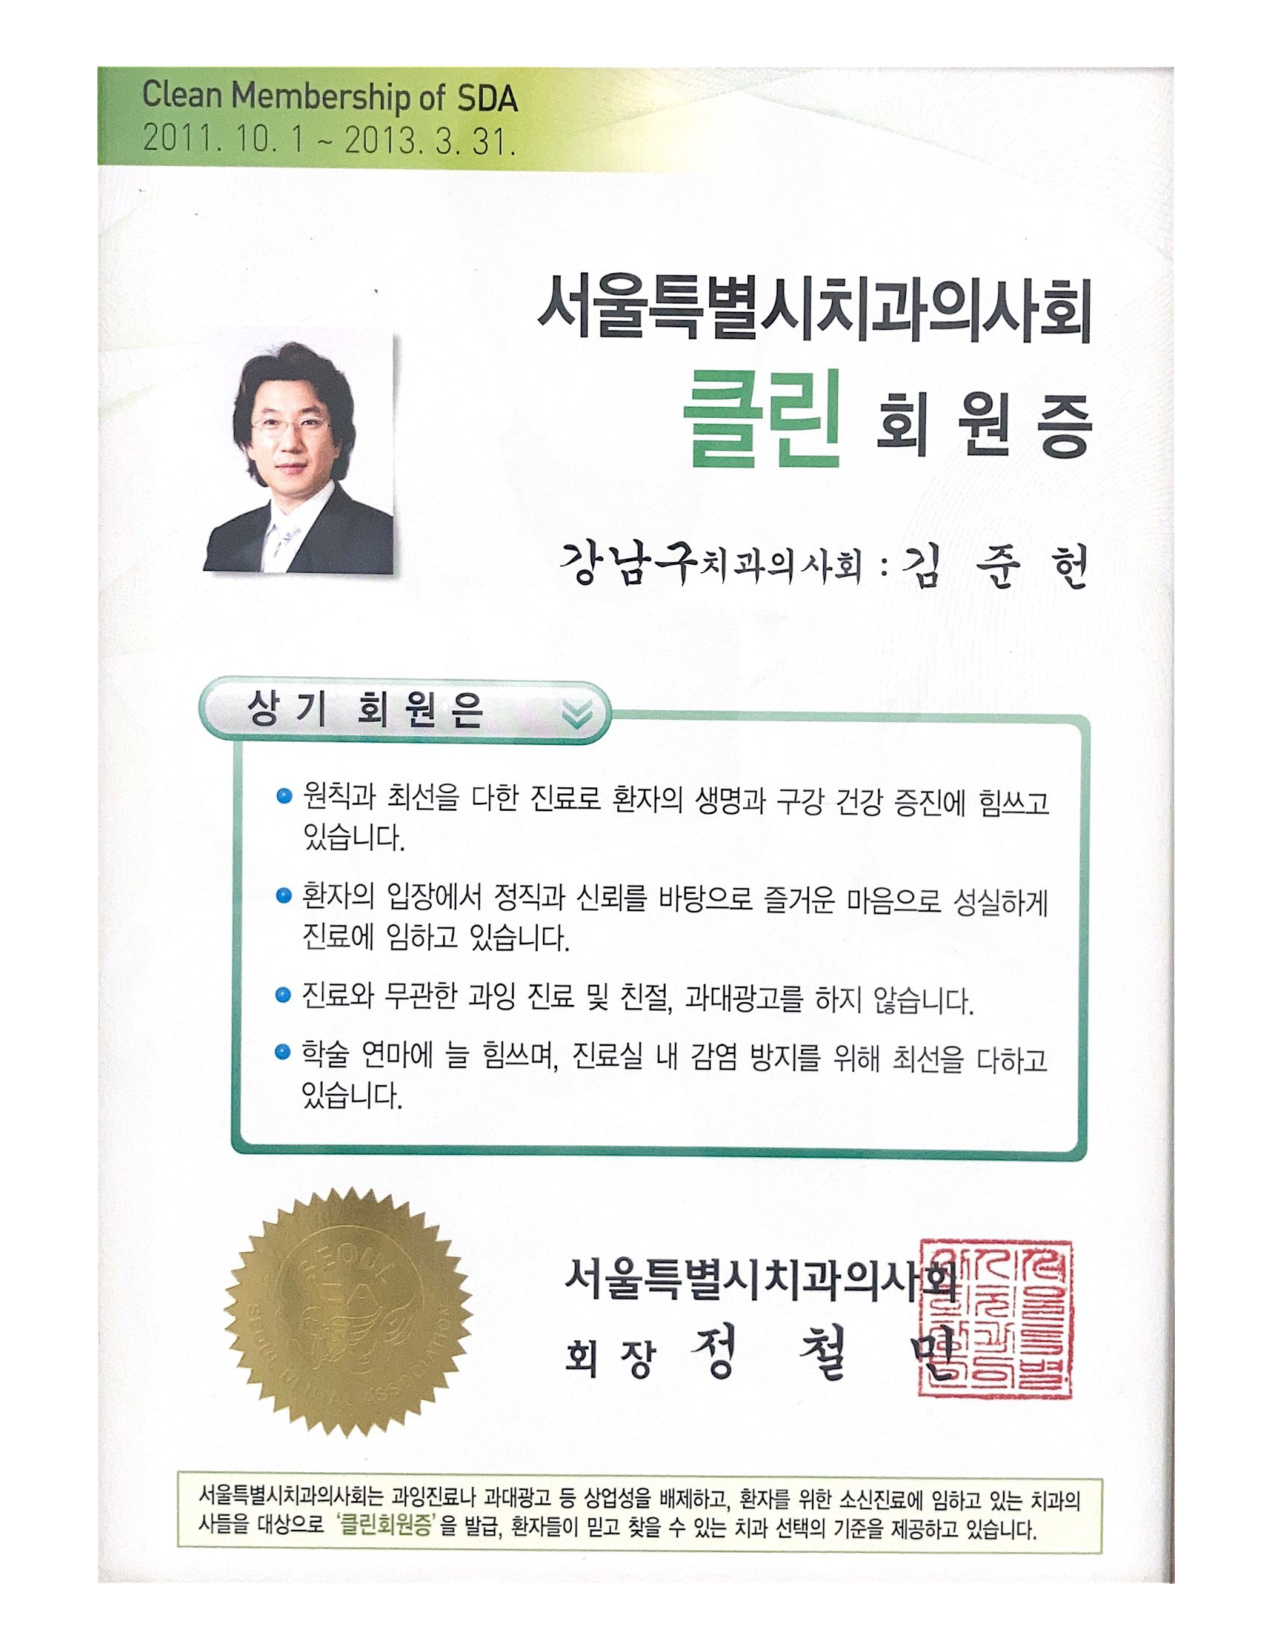 Clean Membership of SDA
2011. 10. 1 ~ 2013. 3. 31.
서울특별시치과의사회
클린 회원증
강남구치과의사회 : 김 준 헌
상기 회원은
원칙과 최선을 다한 진료로 환자의 생명과 구강 건강 증진에 힘쓰고
있습니다.
환자의 입장에서 정직과 신뢰를 바탕으로 즐거운 마음으로 성실하게
진료에 임하고 있습니다.
진료와 무관한 과잉 진료 및 친절, 과대광고를 하지 않습니다.
학술 연마에 늘 힘쓰며, 진료실 내 감염 방지를 위해 최선을 다하고
있습니다.
SEOUL
서울특별시치과의사회
회 장 정 철 민
서울특별시치과의사회는 과잉진료나 과대광고 등 상업성을 배제하고, 환자를 위한 소신진료에 임하고 있는 치과의
사들을 대상으로 '클린회원증'을 발급, 환자들이 믿고 찾을 수 있는 치과 선택의 기준을 제공하고 있습니다.